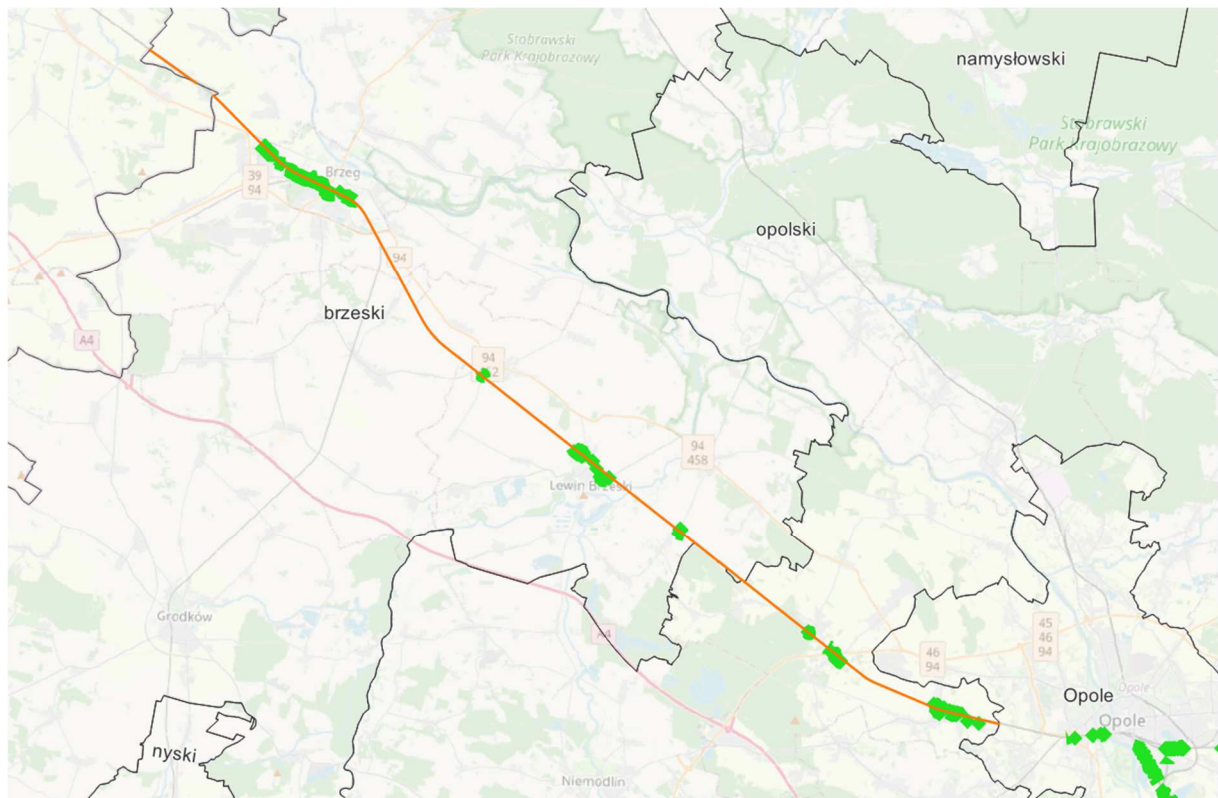 Stobrawski
Park Krajobrazowy
namysłowski
Stobrawski
Park Krajobrazowy
39
94
Brzeg
opolski
94
brzeski
A4
94
94
458
Lewin Brzeski
Grodków
A4
45
46
94
46
94
Opole
Opole
Opole
nyski
Niemodlin